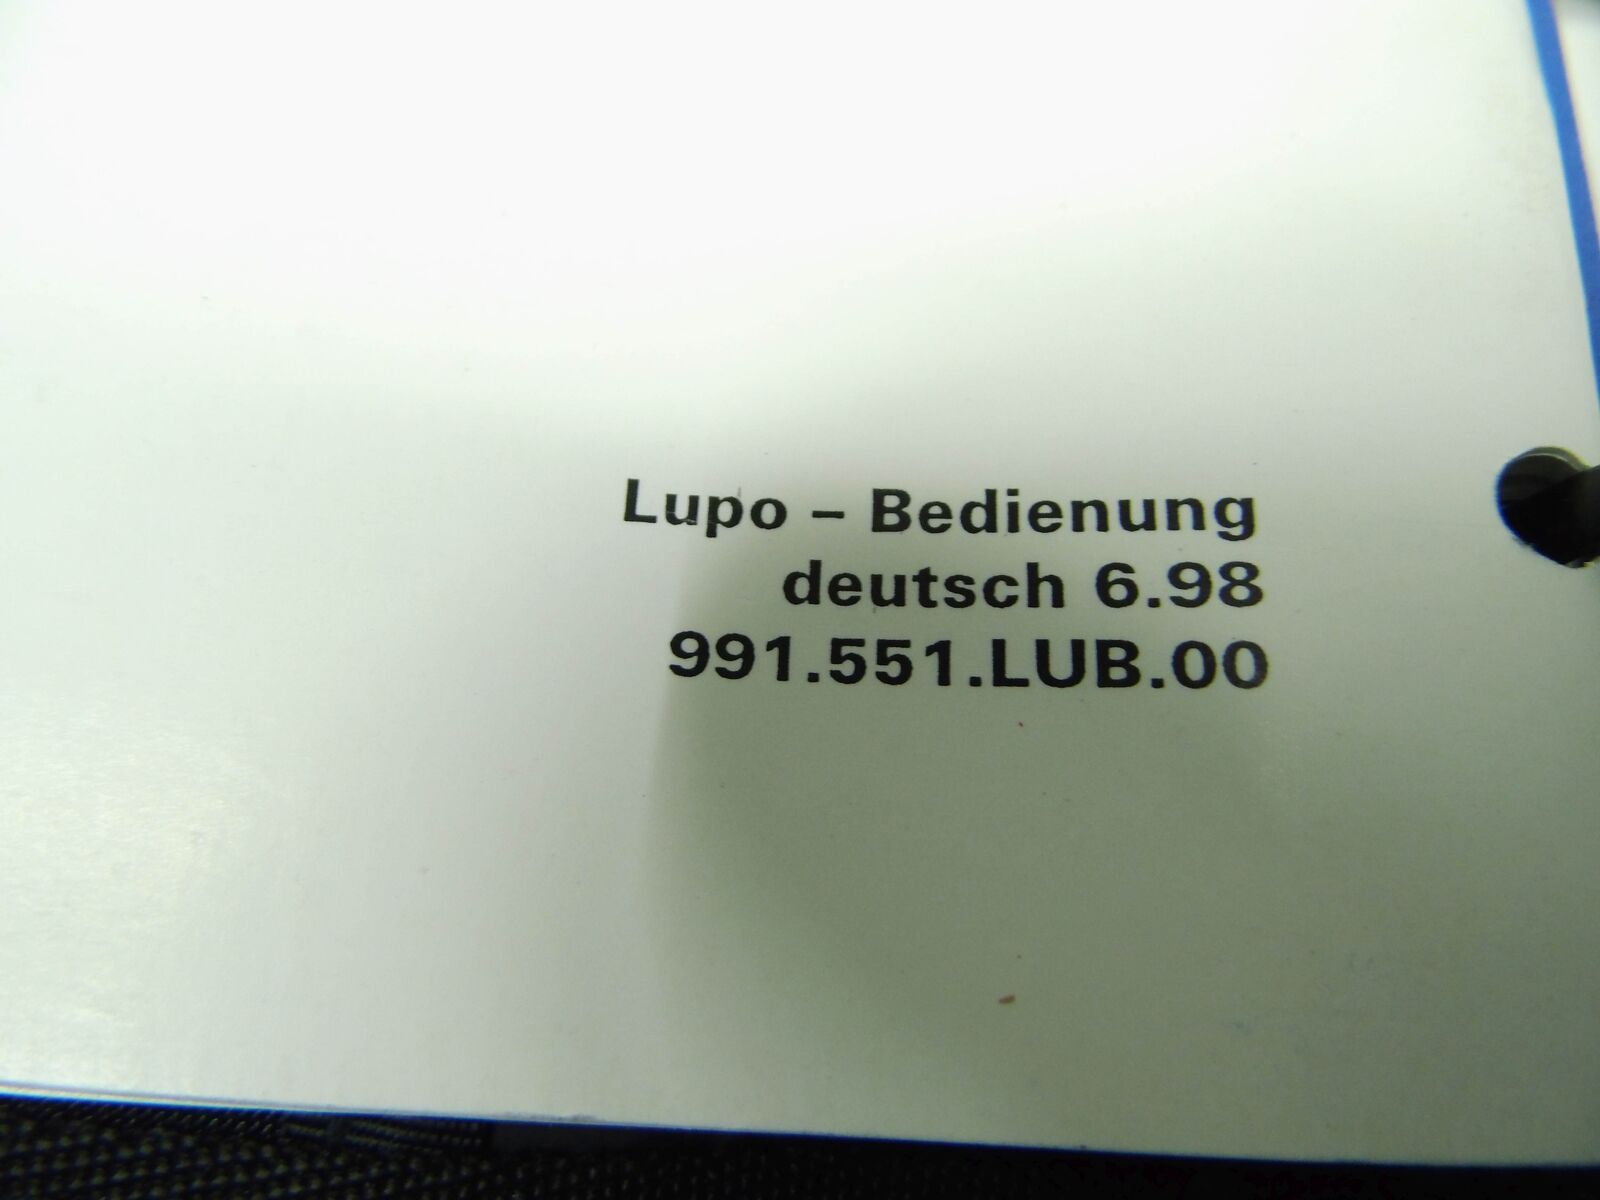 Lupo – Bedienung
deutsch 6.98
991.551.LUB.00